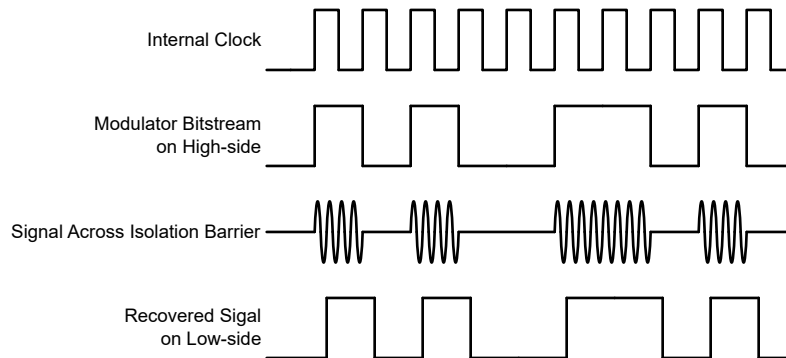 Internal Clock
Modulator Bitstream
on High-side
Signal Across Isolation Barrier
Recovered Sigal
on Low-side